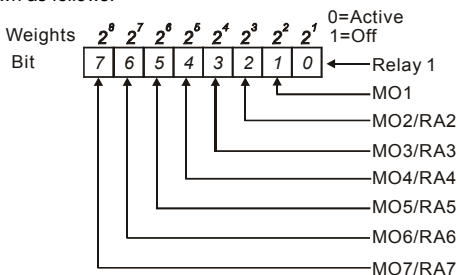 wn as follows:
0=Active
Weights 2⁸ 2⁷ 2⁶ 2⁵ 2⁴ 2³ 2² 2¹ 1=Off
Bit 7 6 5 4 3 2 1 0 Relay 1
MO1
MO2/RA2
MO3/RA3
MO4/RA4
MO5/RA5
MO6/RA6
MO7/RA7